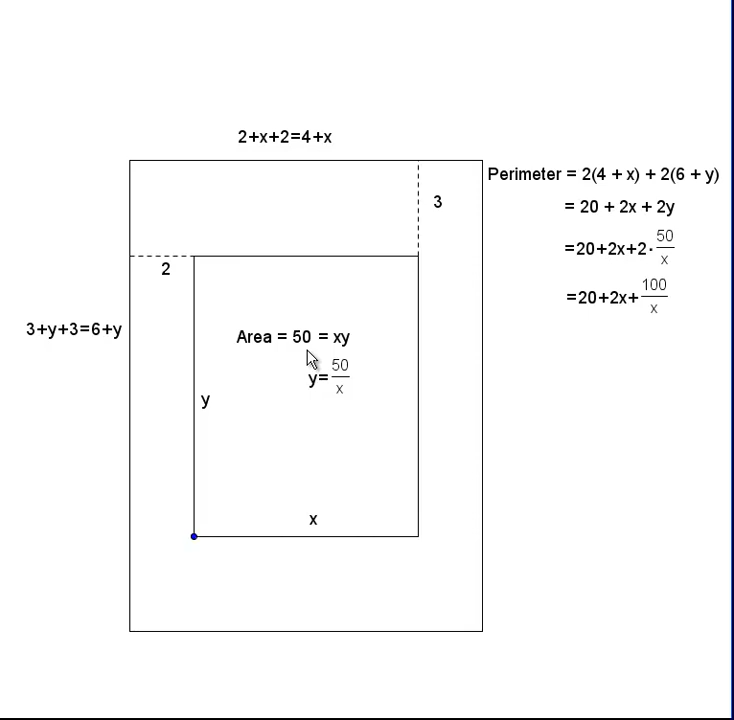 2+x+2=4+x
Perimeter = 2(4 + x) + 2(6 + y)
3
= 20 + 2x + 2y
=20+2x+2·50/x
2
=20+2x+100/x
3+y+3=6+y
Area = 50 = xy
y=50/x
y
x